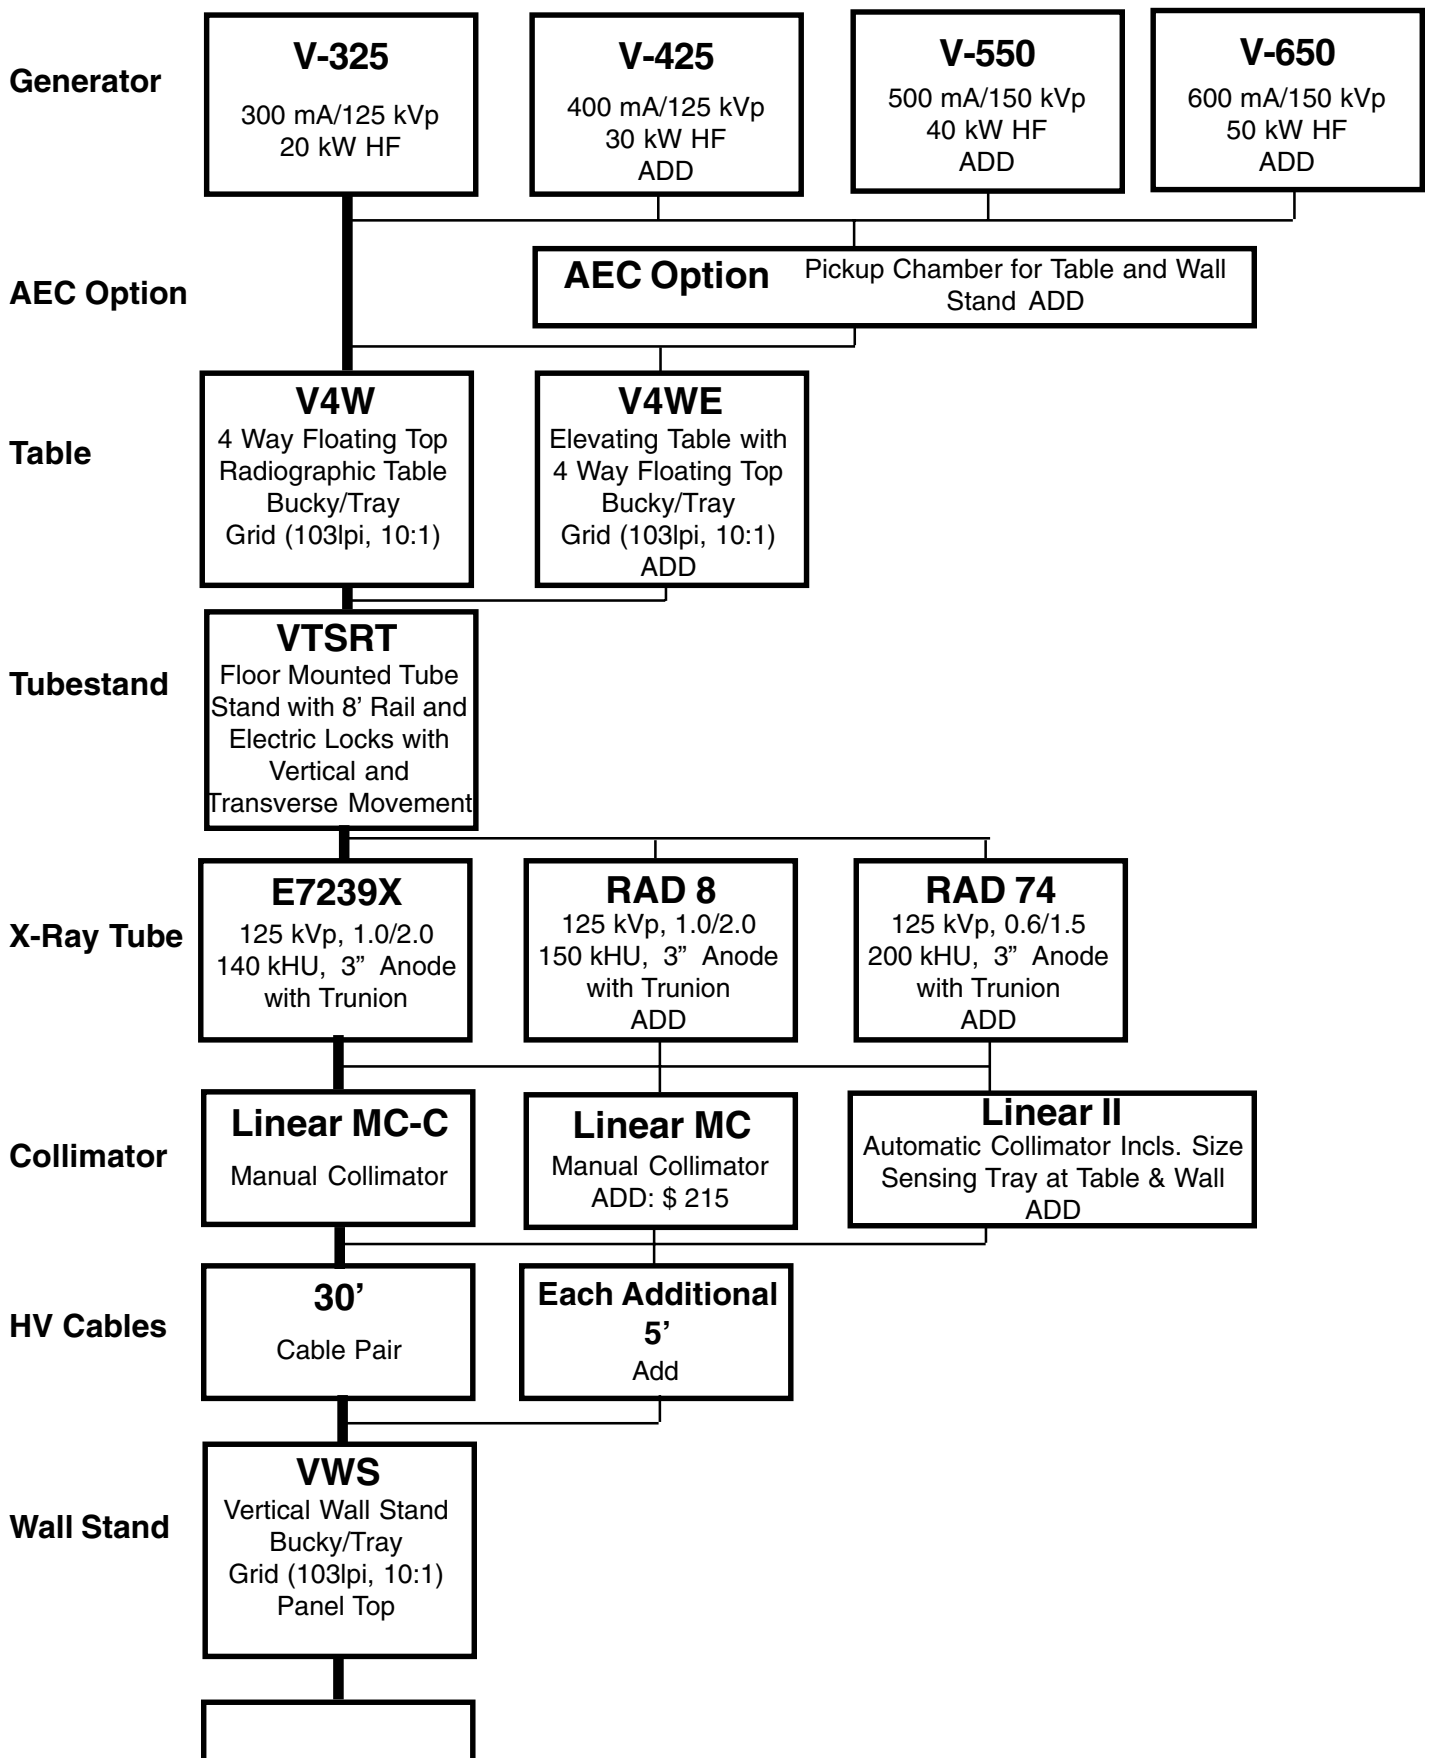 Generator
V-325
300 mA/125 kVp
20 kW HF
V-425
400 mA/125 kVp
30 kW HF
ADD
V-550
500 mA/150 kVp
40 kW HF
ADD
V-650
600 mA/150 kVp
50 kW HF
ADD
AEC Option
AEC Option Pickup Chamber for Table and Wall
Stand ADD
Table
V4W
4 Way Floating Top
Radiographic Table
Bucky/Tray
Grid (103lpi, 10:1)
V4WE
Elevating Table with
4 Way Floating Top
Bucky/Tray
Grid (103lpi, 10:1)
ADD
Tubestand
VTSRT
Floor Mounted Tube
Stand with 8’ Rail and
Electric Locks with
Vertical and
Transverse Movement
X-Ray Tube
E7239X
125 kVp, 1.0/2.0
140 kHU, 3” Anode
with Trunion
RAD 8
125 kVp, 1.0/2.0
150 kHU, 3” Anode
with Trunion
ADD
RAD 74
125 kVp, 0.6/1.5
200 kHU, 3” Anode
with Trunion
ADD
Collimator
Linear MC-C
Manual Collimator
Linear MC
Manual Collimator
ADD: $ 215
Linear II
Automatic Collimator Incls. Size
Sensing Tray at Table & Wall
ADD
HV Cables
30’
Cable Pair
Each Additional
5’
Add
Wall Stand
VWS
Vertical Wall Stand
Bucky/Tray
Grid (103lpi, 10:1)
Panel Top